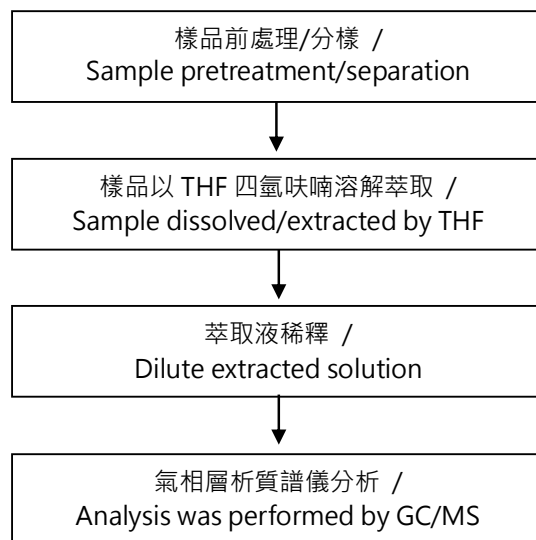 樣品前處理/分樣 /
Sample pretreatment/separation
樣品以 THF 四氫呋喃溶解萃取 /
Sample dissolved/extracted by THF
萃取液稀釋 /
Dilute extracted solution
氣相層析質譜儀分析 /
Analysis was performed by GC/MS